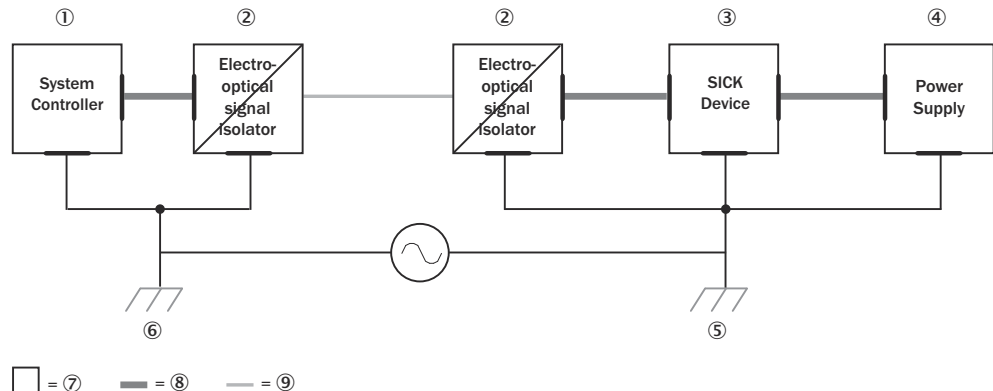 ① ② ② ③ ④
System
Controller
Electro-
optical
signal
isolator
Electro-
optical
signal
isolator
SICK
Device
Power
Supply
⑥ ⑤
= ⑦ = ⑧ = ⑨